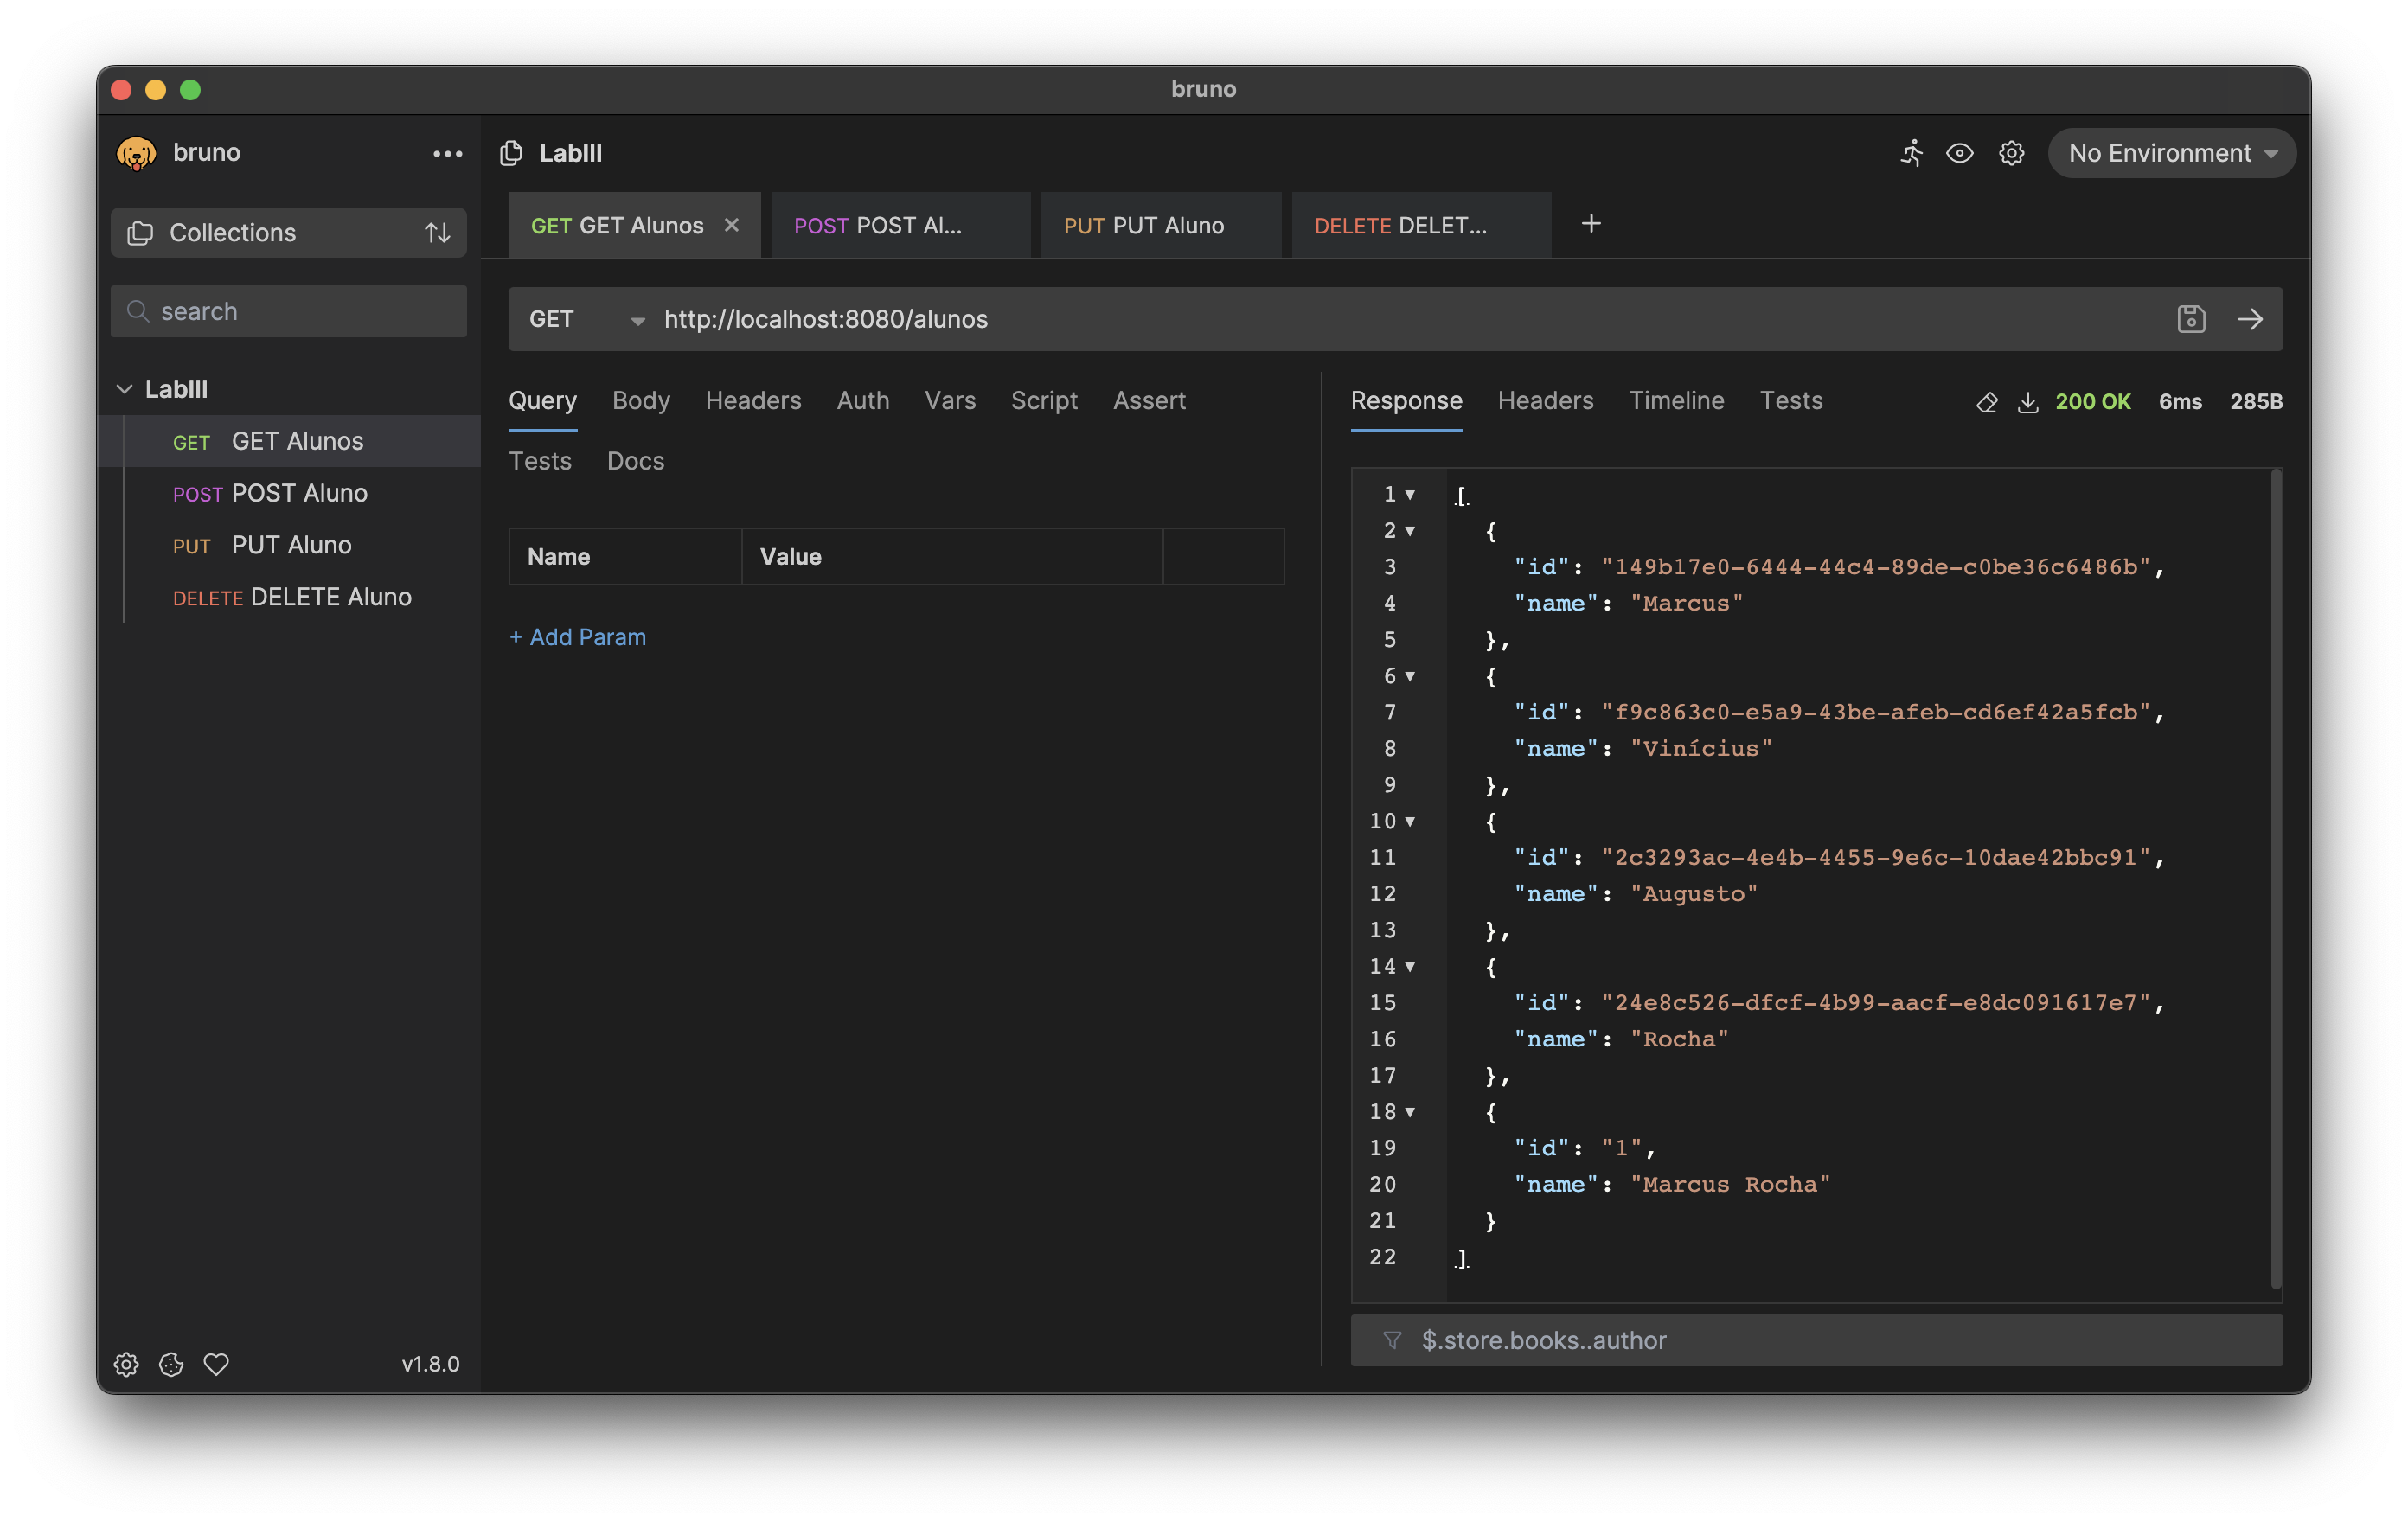 bruno
bruno
Collections
search
LabIII
GET GET Alunos
POST POST Aluno
PUT PUT Aluno
DELETE DELETE Aluno
v1.8.0
LabIII
No Environment
GET GET Alunos
POST POST Al...
PUT PUT Aluno
DELETE DELET...
GET http://localhost:8080/alunos
Query Body Headers Auth Vars Script Assert
Tests Docs
Name Value
+ Add Param
Response Headers Timeline Tests 200 OK 6ms 285B
1 [
2 {
3 "id": "149b17e0-6444-44c4-89de-c0be36c6486b",
4 "name": "Marcus"
5 },
6 {
7 "id": "f9c863c0-e5a9-43be-afeb-cd6ef42a5fcb",
8 "name": "Vinícius"
9 },
10 {
11 "id": "2c3293ac-4e4b-4455-9e6c-10dae42bbc91",
12 "name": "Augusto"
13 },
14 {
15 "id": "24e8c526-dfcf-4b99-aacf-e8dc091617e7",
16 "name": "Rocha"
17 },
18 {
19 "id": "1",
20 "name": "Marcus Rocha"
21 }
22 ]
$.store.books..author